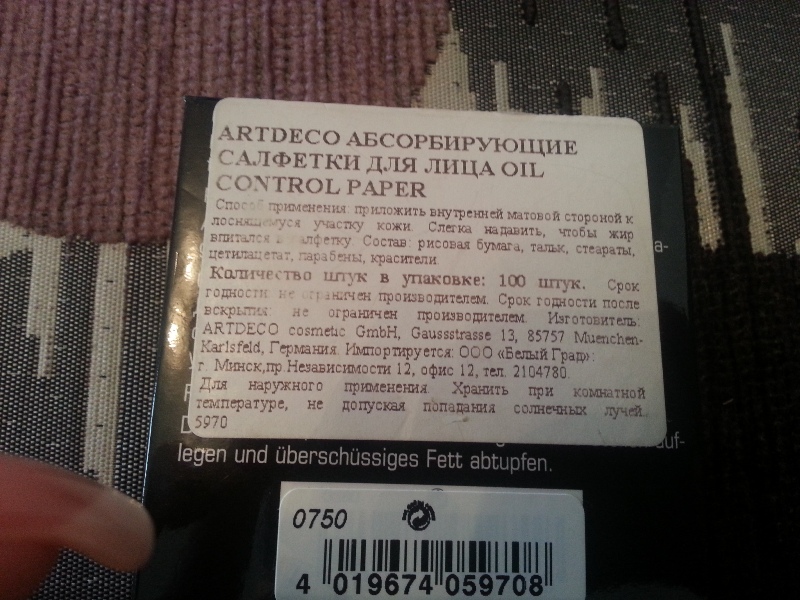 ARTDECO АБСОРБИРУЮЩИЕ
САЛФЕТКИ ДЛЯ ЛИЦА OIL
CONTROL PAPER
Способ применения: приложить внутренней матовой стороной к
лоснящемуся участку кожи. Слегка надавить, чтобы жир
впитался в салфетку. Состав: рисовая бумага, тальк, стеараты,
цетилацетат, парабены, красители.
Количество штук в упаковке: 100 штук. Срок
годности: не ограничен производителем. Срок годности после
вскрытия: не ограничен производителем. Изготовитель:
ARTDECO cosmetic GmbH, Gaussstrasse 13, 85757 Muenchen-
Karlsfeld, Германия. Импортируется: ООО «Белый Град»:
г. Минск,пр.Независимости 12, офис 12, тел. 2104780.
Для наружного применения. Хранить при комнатной
температуре, не допуская попадания солнечных лучей.
5970
legen und überschüssiges Fett abtupfen.
0750
4 019674 059708